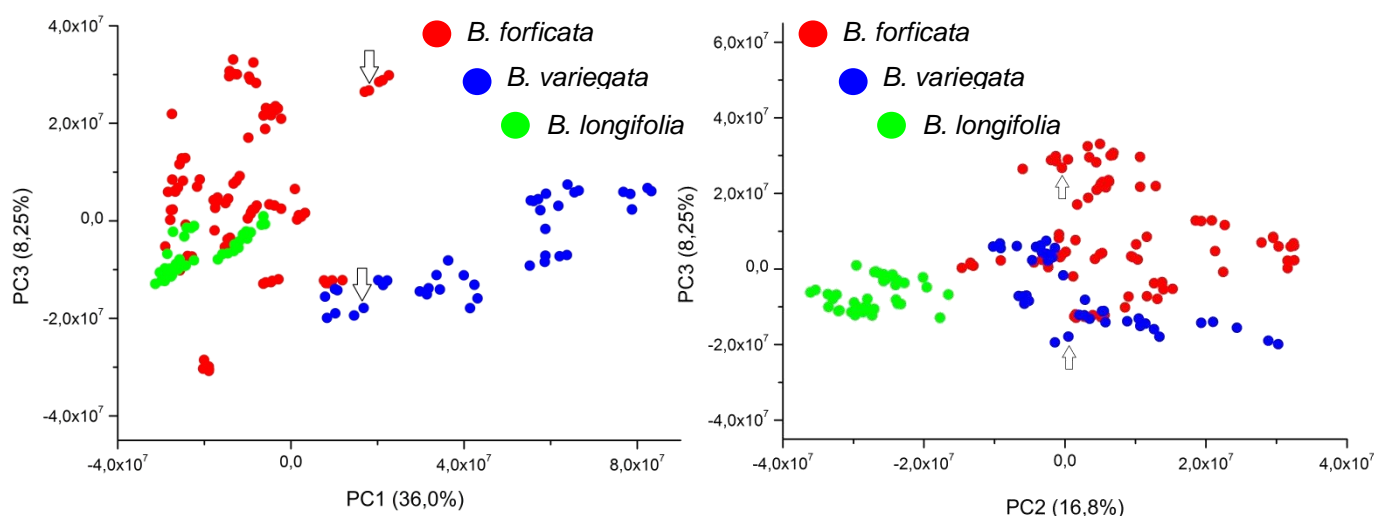 4,0x10⁷
2,0x10⁷
0,0
-2,0x10⁷
-4,0x10⁷
PC3 (8,25%)
-4,0x10⁷
0,0
4,0x10⁷
8,0x10⁷
PC1 (36,0%)
B. forficata
B. variegata
B. longifolia
6,0x10⁷
4,0x10⁷
2,0x10⁷
0,0
-2,0x10⁷
-4,0x10⁷
PC3 (8,25%)
-4,0x10⁷
-2,0x10⁷
0,0
2,0x10⁷
4,0x10⁷
PC2 (16,8%)
B. forficata
B. variegata
B. longifolia